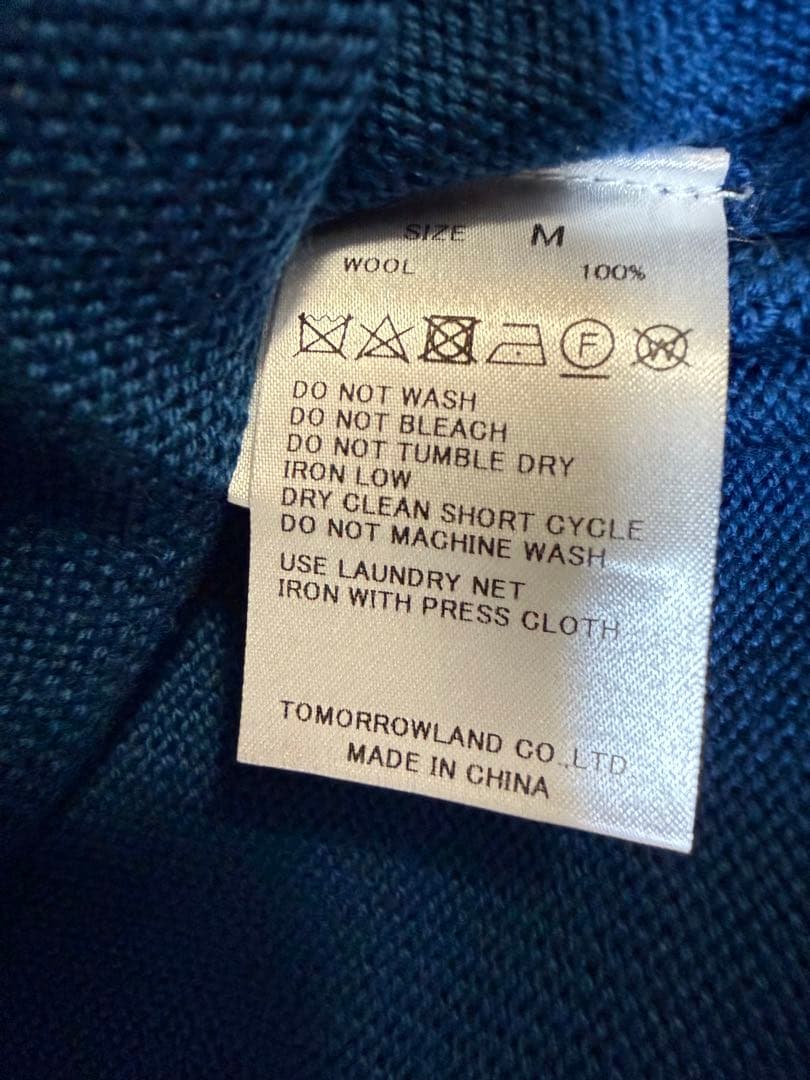 SIZE M
WOOL 100%
F W
DO NOT WASH
DO NOT BLEACH
DO NOT TUMBLE DRY
IRON LOW
DRY CLEAN SHORT CYCLE
DO NOT MACHINE WASH
USE LAUNDRY NET
IRON WITH PRESS CLOTH
TOMORROWLAND CO.,LTD.
MADE IN CHINA